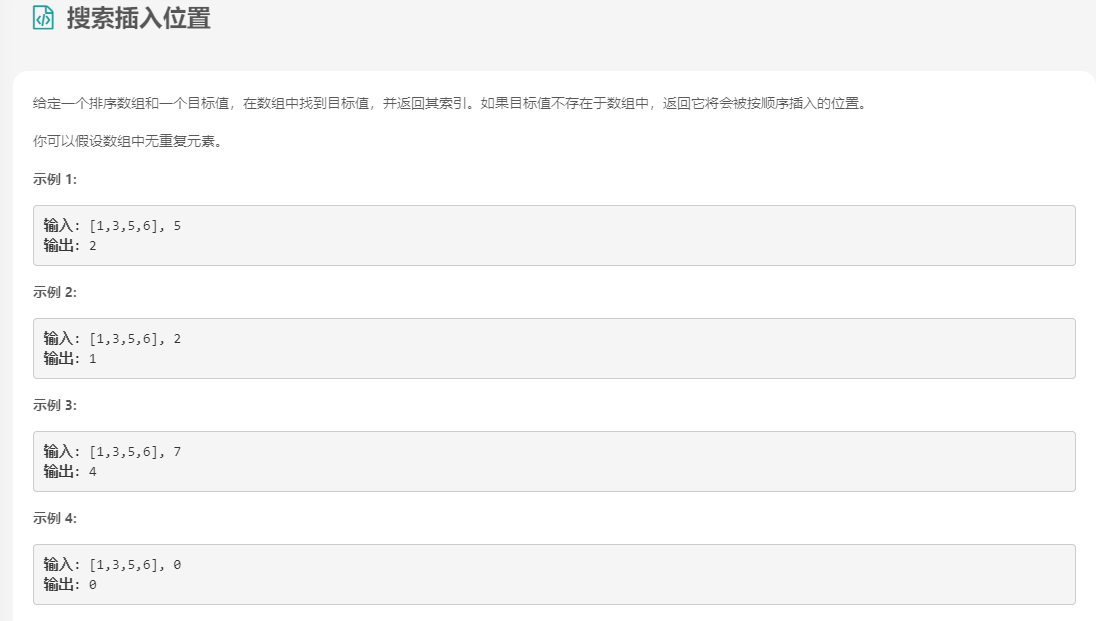 搜索插入位置
给定一个排序数组和一个目标值，在数组中找到目标值，并返回其索引。如果目标值不存在于数组中，返回它将会被按顺序插入的位置。
你可以假设数组中无重复元素。
示例 1:
输入: [1,3,5,6], 5
输出: 2
示例 2:
输入: [1,3,5,6], 2
输出: 1
示例 3:
输入: [1,3,5,6], 7
输出: 4
示例 4:
输入: [1,3,5,6], 0
输出: 0